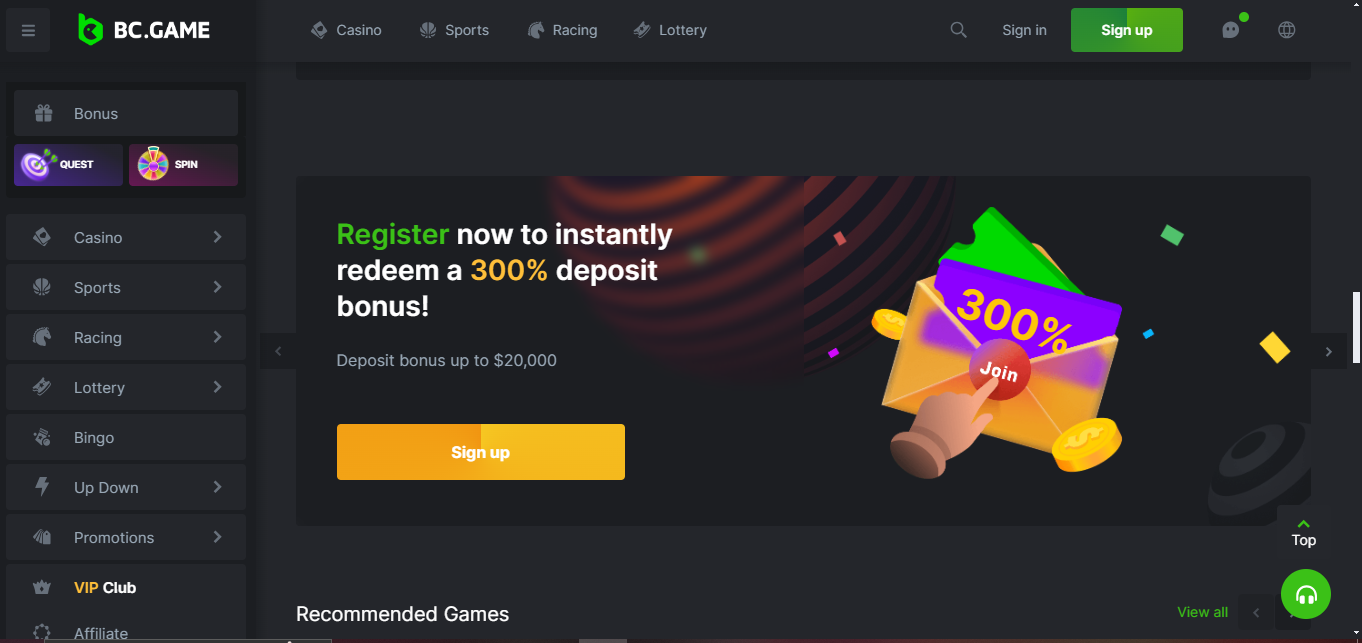 BC.GAME
Casino
Sports
Racing
Lottery
Sign in
Sign up
Bonus
QUEST
SPIN
Casino
Sports
Racing
Lottery
Bingo
Up Down
Promotions
VIP Club
Affiliate
Register now to instantly
redeem a 300% deposit
bonus!
Deposit bonus up to $20,000
Sign up
300%
Join
Top
Recommended Games
View all